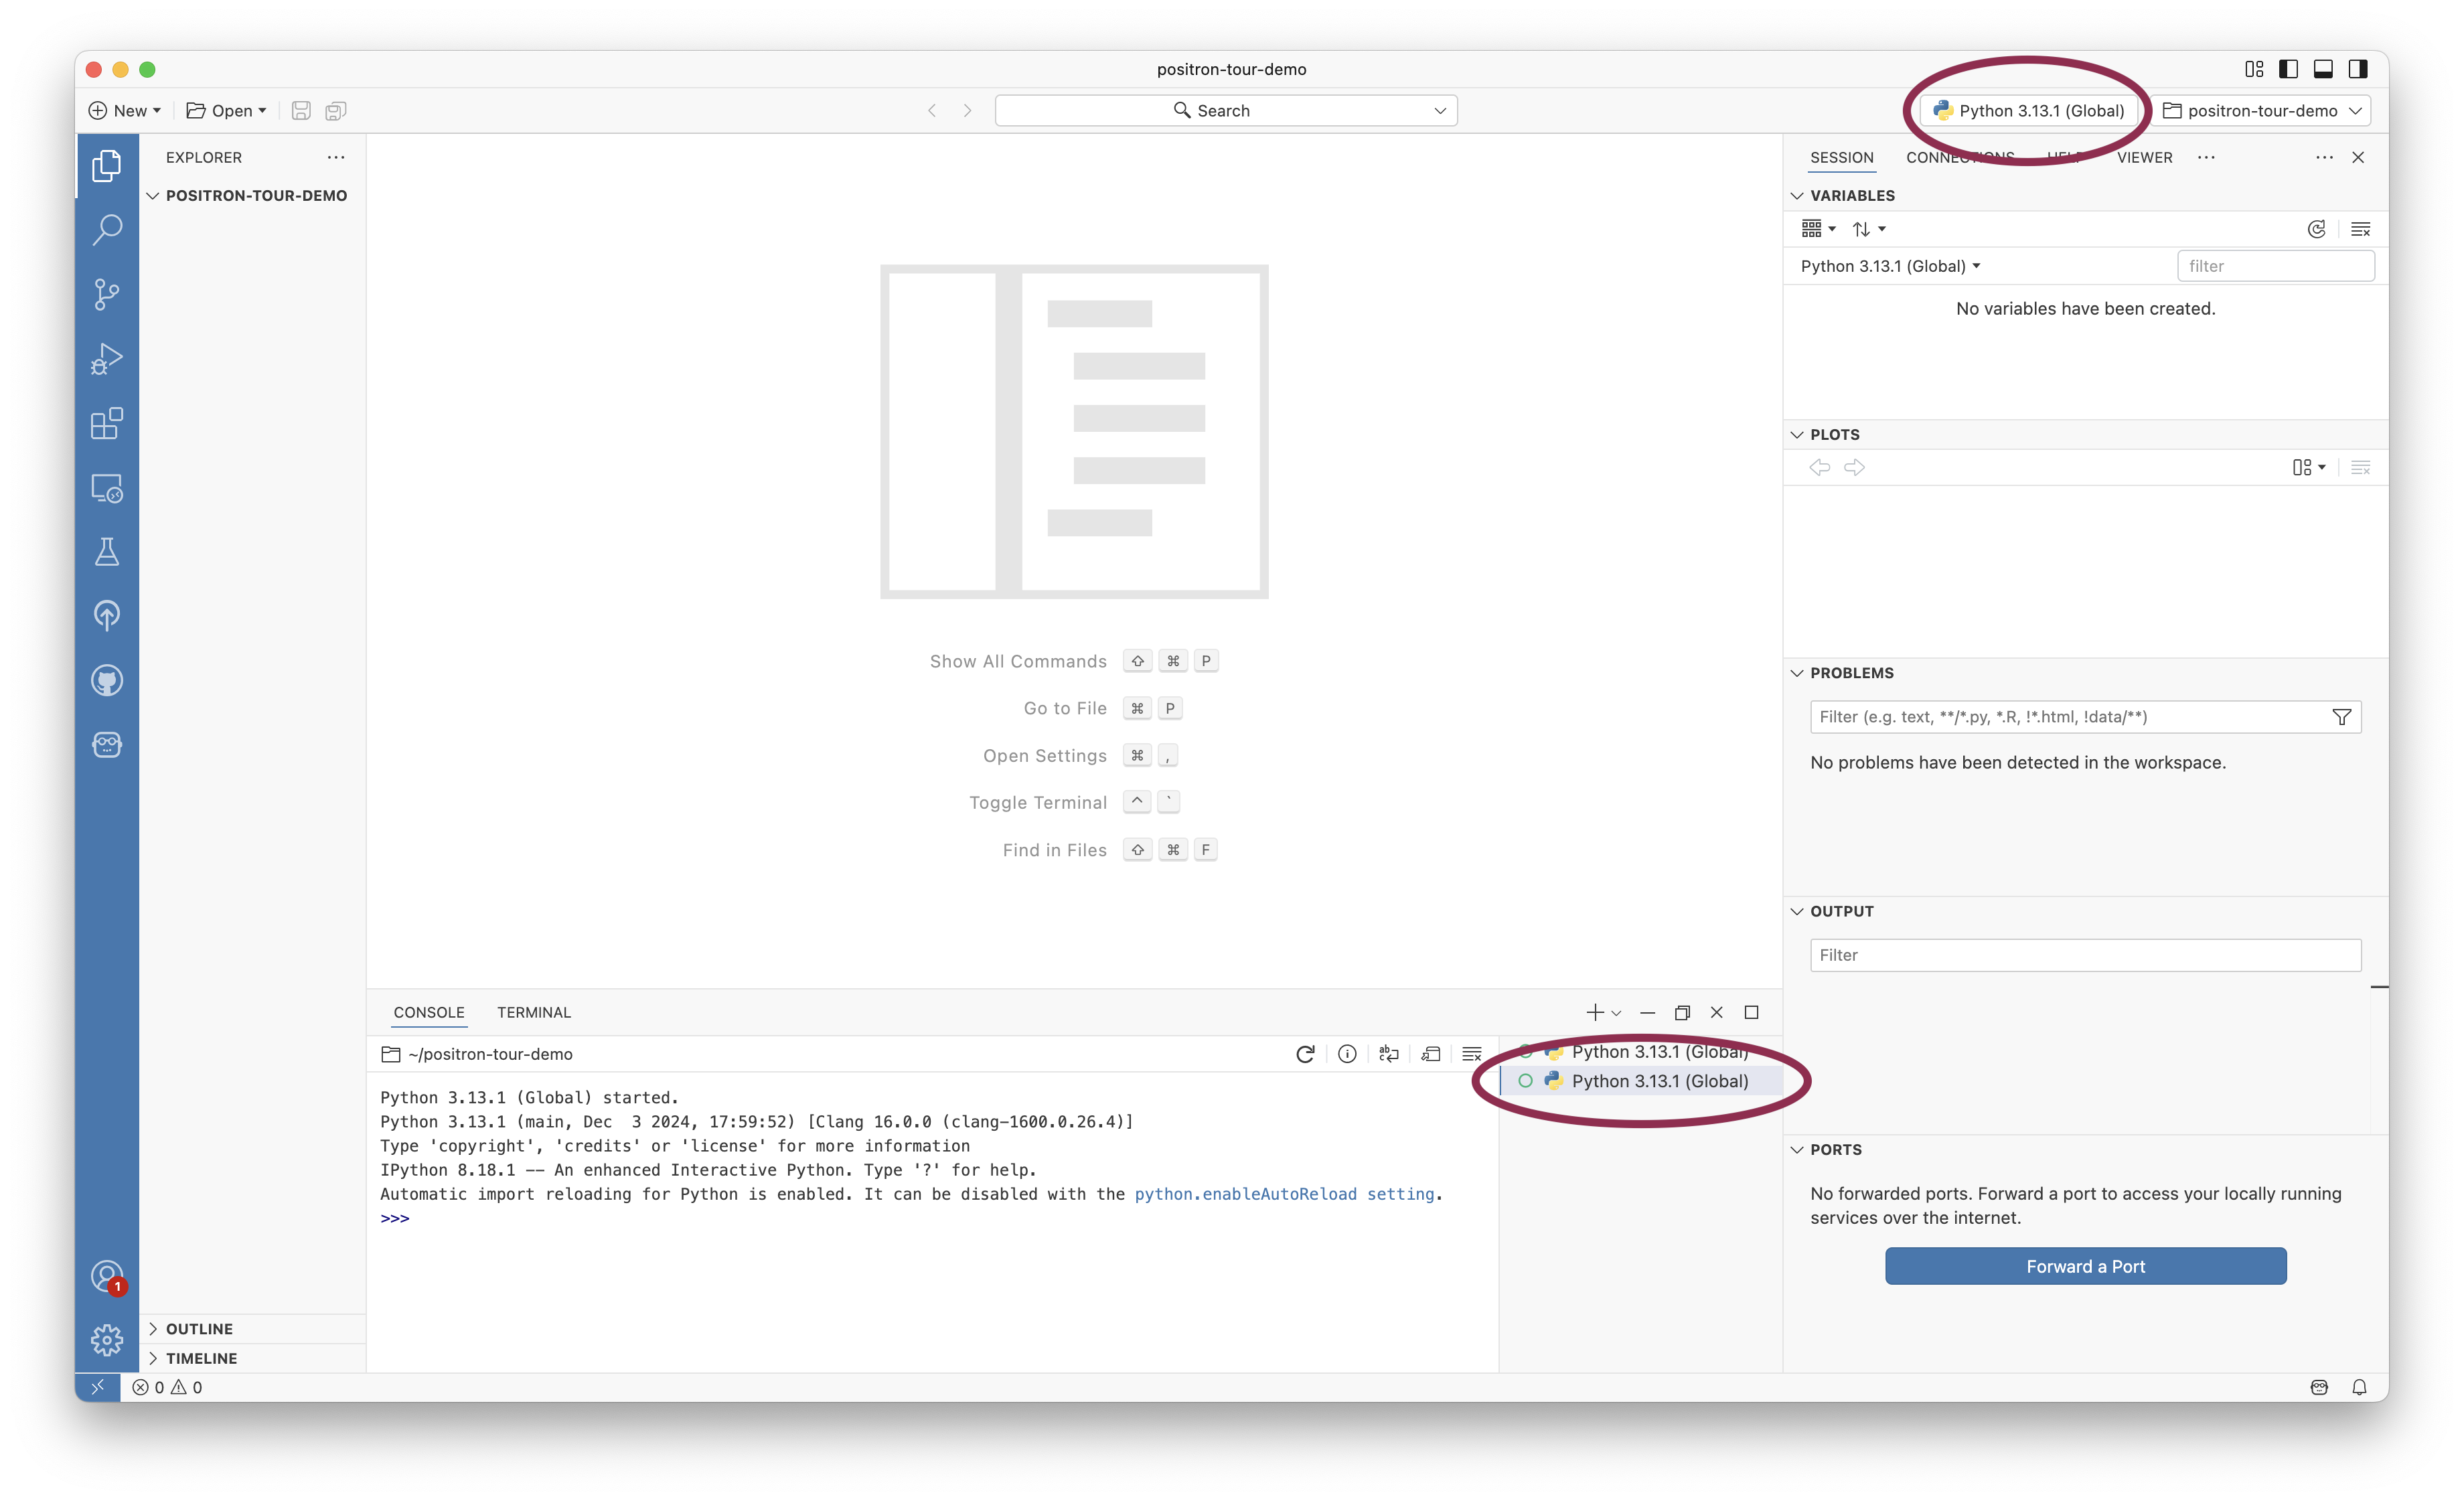 positron-tour-demo
New Open Search Python 3.13.1 (Global) positron-tour-demo
EXPLORER
POSITRON-TOUR-DEMO
OUTLINE
TIMELINE
Show All Commands ⇧ ⌘ P
Go to File ⌘ P
Open Settings ⌘ ,
Toggle Terminal ^ `
Find in Files ⇧ ⌘ F
CONSOLE TERMINAL
~/positron-tour-demo
Python 3.13.1 (Global) started.
Python 3.13.1 (main, Dec  3 2024, 17:59:52) [Clang 16.0.0 (clang-1600.0.26.4)]
Type 'copyright', 'credits' or 'license' for more information
IPython 8.18.1 -- An enhanced Interactive Python. Type '?' for help.
Automatic import reloading for Python is enabled. It can be disabled with the python.enableAutoReload setting.
>>>
Python 3.13.1 (Global)
Python 3.13.1 (Global)
SESSION CONNECTIONS HELP VIEWER
VARIABLES
Python 3.13.1 (Global) filter
No variables have been created.
PLOTS
PROBLEMS
Filter (e.g. text, **/*.py, *.R, !*.html, !data/**)
No problems have been detected in the workspace.
OUTPUT
Filter
PORTS
No forwarded ports. Forward a port to access your locally running
services over the internet.
Forward a Port
1
0 0